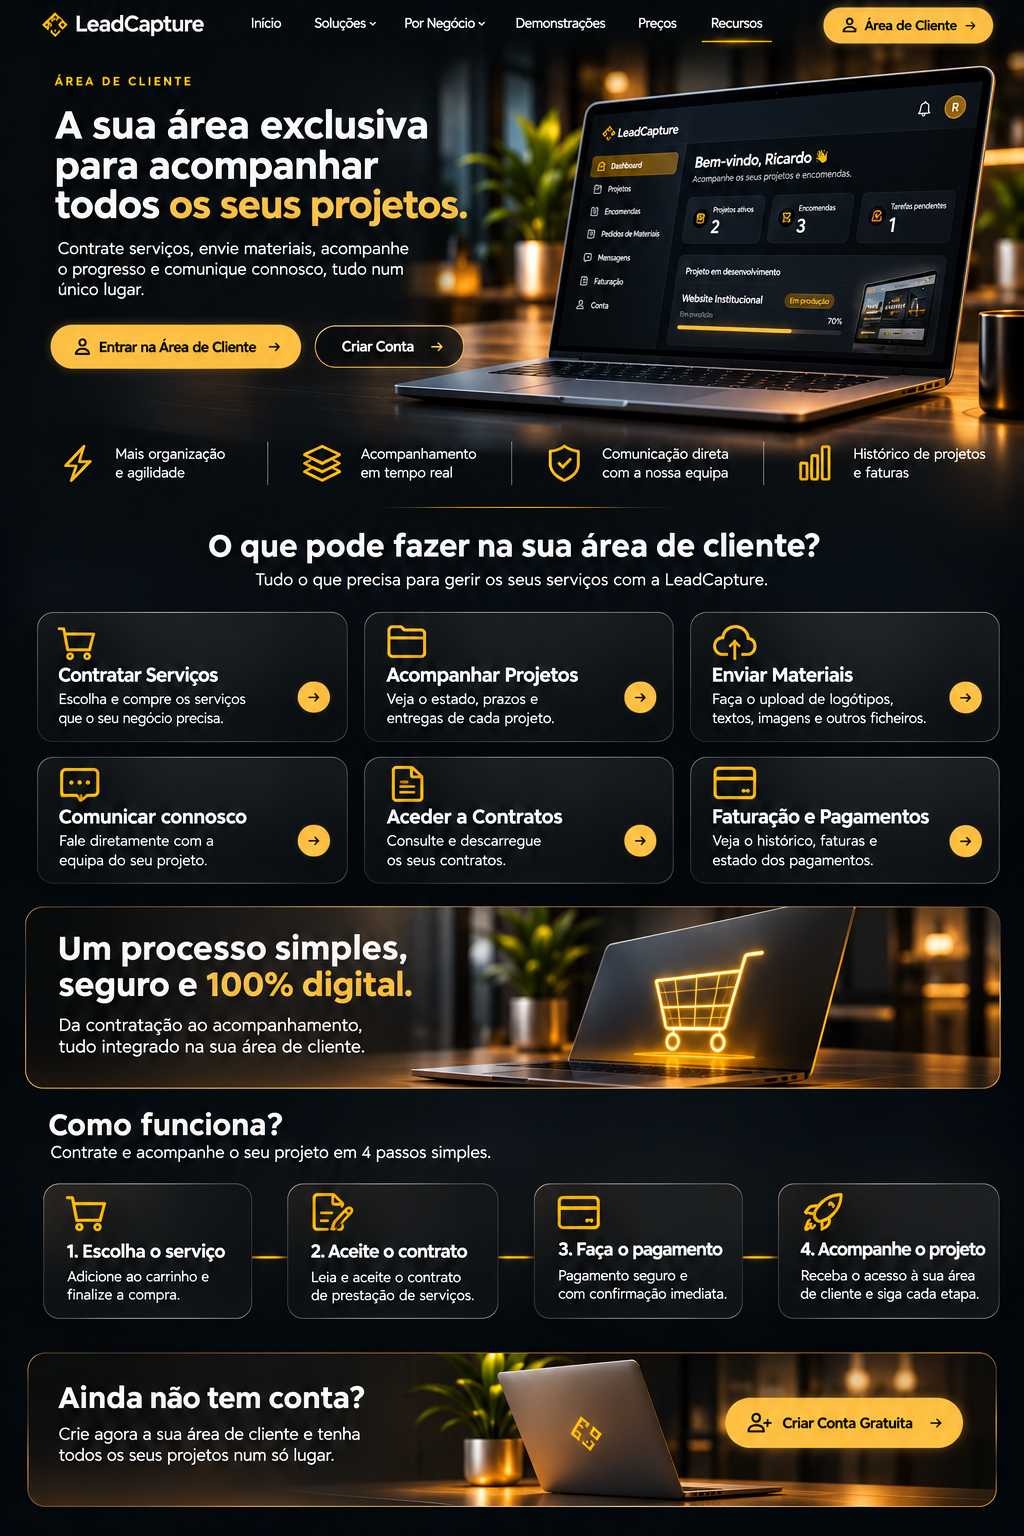 LeadCapture
Início
Soluções
Por Negócio
Demonstrações
Preços
Recursos
Área de Cliente
ÁREA DE CLIENTE
A sua área exclusiva
para acompanhar
todos os seus projetos.
Contrate serviços, envie materiais, acompanhe
o progresso e comunique connosco, tudo num
único lugar.
Entrar na Área de Cliente
Criar Conta
LeadCapture
R
Dashboard
Projetos
Encomendas
Pedidos de Materiais
Mensagens
Faturação
Conta
Bem-vindo, Ricardo 👋
Acompanhe os seus projetos e encomendas.
Projetos ativos
2
Encomendas
3
Tarefas pendentes
1
Projeto em desenvolvimento
Website Institucional
Em produção
70%
Mais organização
e agilidade
Acompanhamento
em tempo real
Comunicação direta
com a nossa equipa
Histórico de projetos
e faturas
O que pode fazer na sua área de cliente?
Tudo o que precisa para gerir os seus serviços com a LeadCapture.
Contratar Serviços
Escolha e compre os serviços
que o seu negócio precisa.
Acompanhar Projetos
Veja o estado, prazos e
entregas de cada projeto.
Enviar Materiais
Faça o upload de logótipos,
textos, imagens e outros ficheiros.
Comunicar connosco
Fale diretamente com a
equipa do seu projeto.
Aceder a Contratos
Consulte e descarregue
os seus contratos.
Faturação e Pagamentos
Veja o histórico, faturas e
estado dos pagamentos.
Um processo simples,
seguro e 100% digital.
Da contratação ao acompanhamento,
tudo integrado na sua área de cliente.
Como funciona?
Contrate e acompanhe o seu projeto em 4 passos simples.
1. Escolha o serviço
Adicione ao carrinho e
finalize a compra.
2. Aceite o contrato
Leia e aceite o contrato
de prestação de serviços.
3. Faça o pagamento
Pagamento seguro e
com confirmação imediata.
4. Acompanhe o projeto
Receba o acesso à sua área
de cliente e siga cada etapa.
Ainda não tem conta?
Crie agora a sua área de cliente e tenha
todos os seus projetos num só lugar.
Criar Conta Gratuita